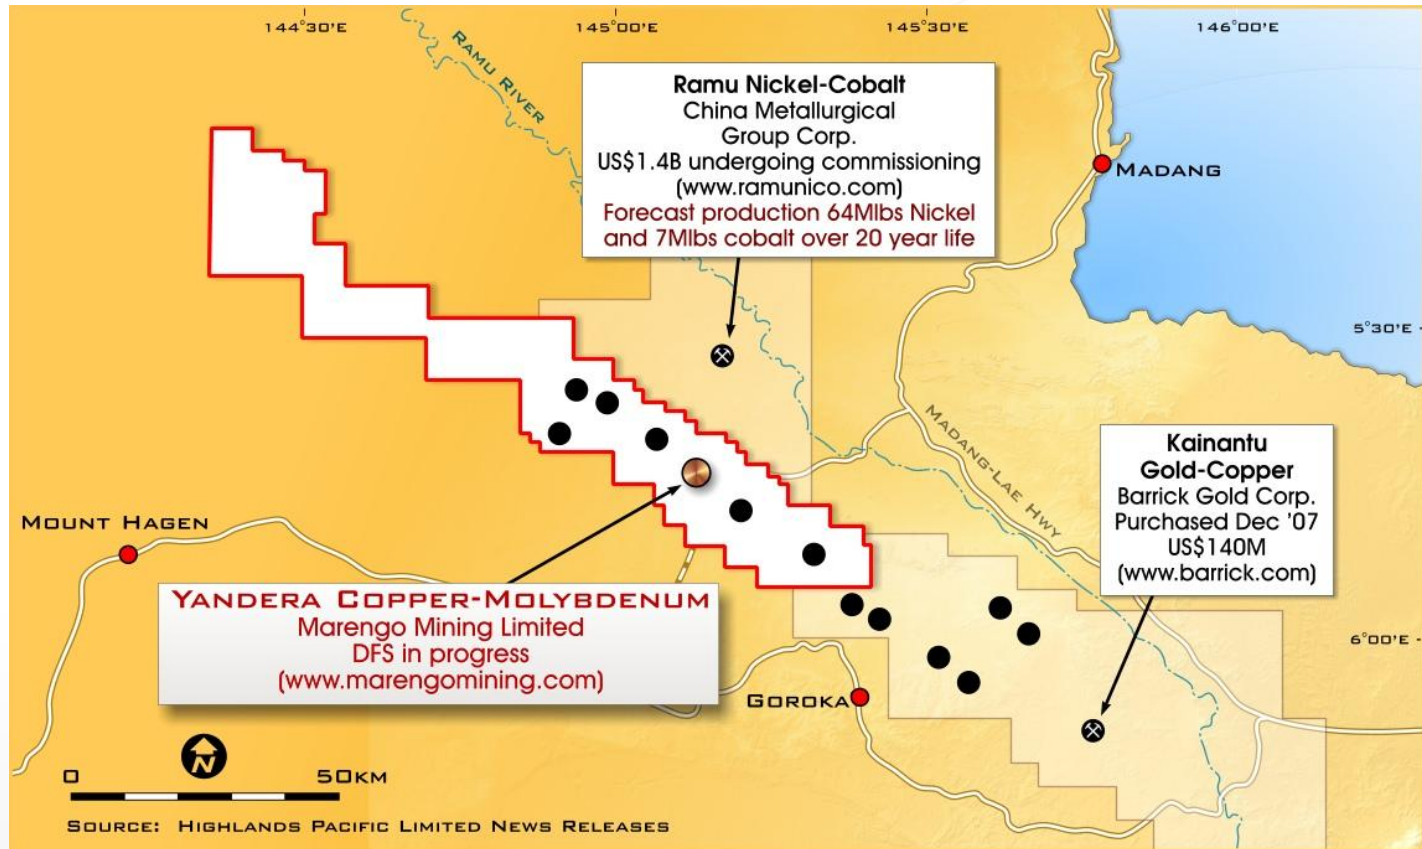 144°30'E
145°00'E
145°30'E
146°00'E
RAMU RIVER
Ramu Nickel-Cobalt
China Metallurgical
Group Corp.
US$1.4B undergoing commissioning
(www.ramunico.com)
Forecast production 64Mlbs Nickel
and 7Mlbs cobalt over 20 year life
MADANG
5°30'E -
MADANG-LAE HWY
Kainantu
Gold-Copper
Barrick Gold Corp.
Purchased Dec '07
US$140M
(www.barrick.com)
MOUNT HAGEN
YANDERA COPPER-MOLYBDENUM
Marengo Mining Limited
DFS in progress
(www.marengomining.com)
6°00'E -
GOROKA
N
0 50KM
SOURCE: HIGHLANDS PACIFIC LIMITED NEWS RELEASES